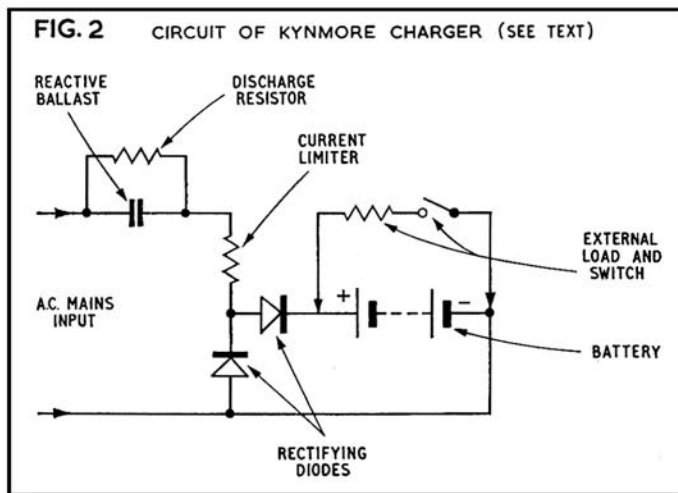 FIG. 2 CIRCUIT OF KYNMORE CHARGER (SEE TEXT)
REACTIVE
BALLAST
DISCHARGE
RESISTOR
CURRENT
LIMITER
A.C. MAINS
INPUT
+
–
EXTERNAL
LOAD AND
SWITCH
BATTERY
RECTIFYING
DIODES